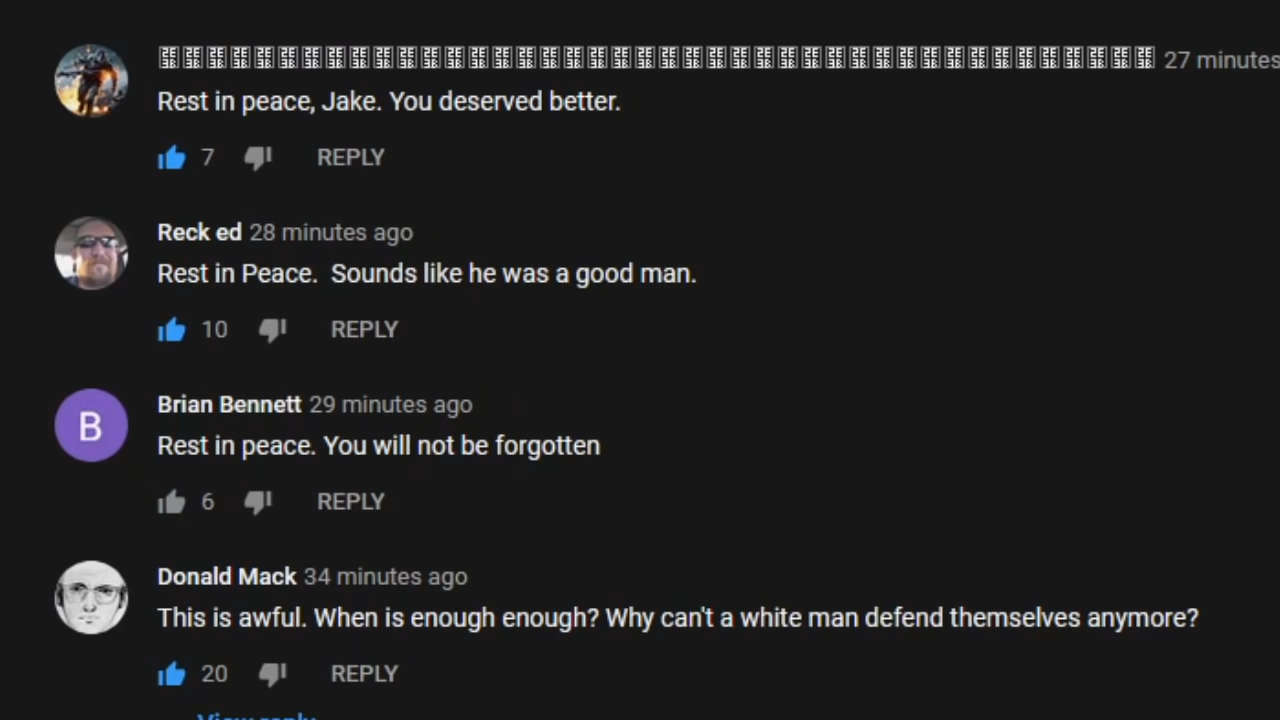 27 minutes
Rest in peace, Jake. You deserved better.
7 REPLY
Reck ed 28 minutes ago
Rest in Peace.  Sounds like he was a good man.
10 REPLY
B
Brian Bennett 29 minutes ago
Rest in peace. You will not be forgotten
6 REPLY
Donald Mack 34 minutes ago
This is awful. When is enough enough? Why can't a white man defend themselves anymore?
20 REPLY
View reply